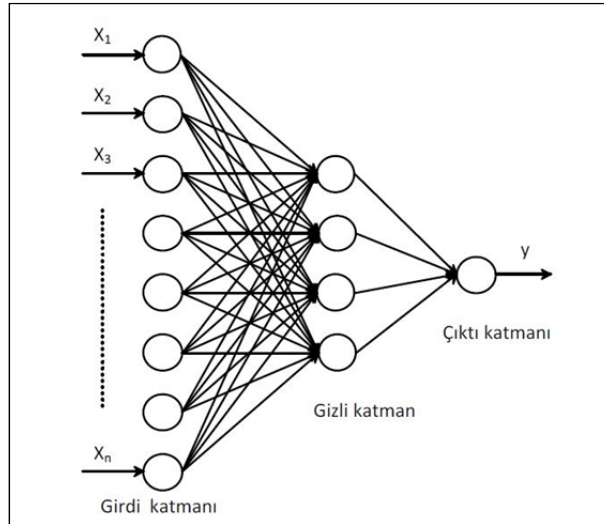 X1
X2
X3
y
Çıktı katmanı
Gizli katman
Xn
Girdi katmanı